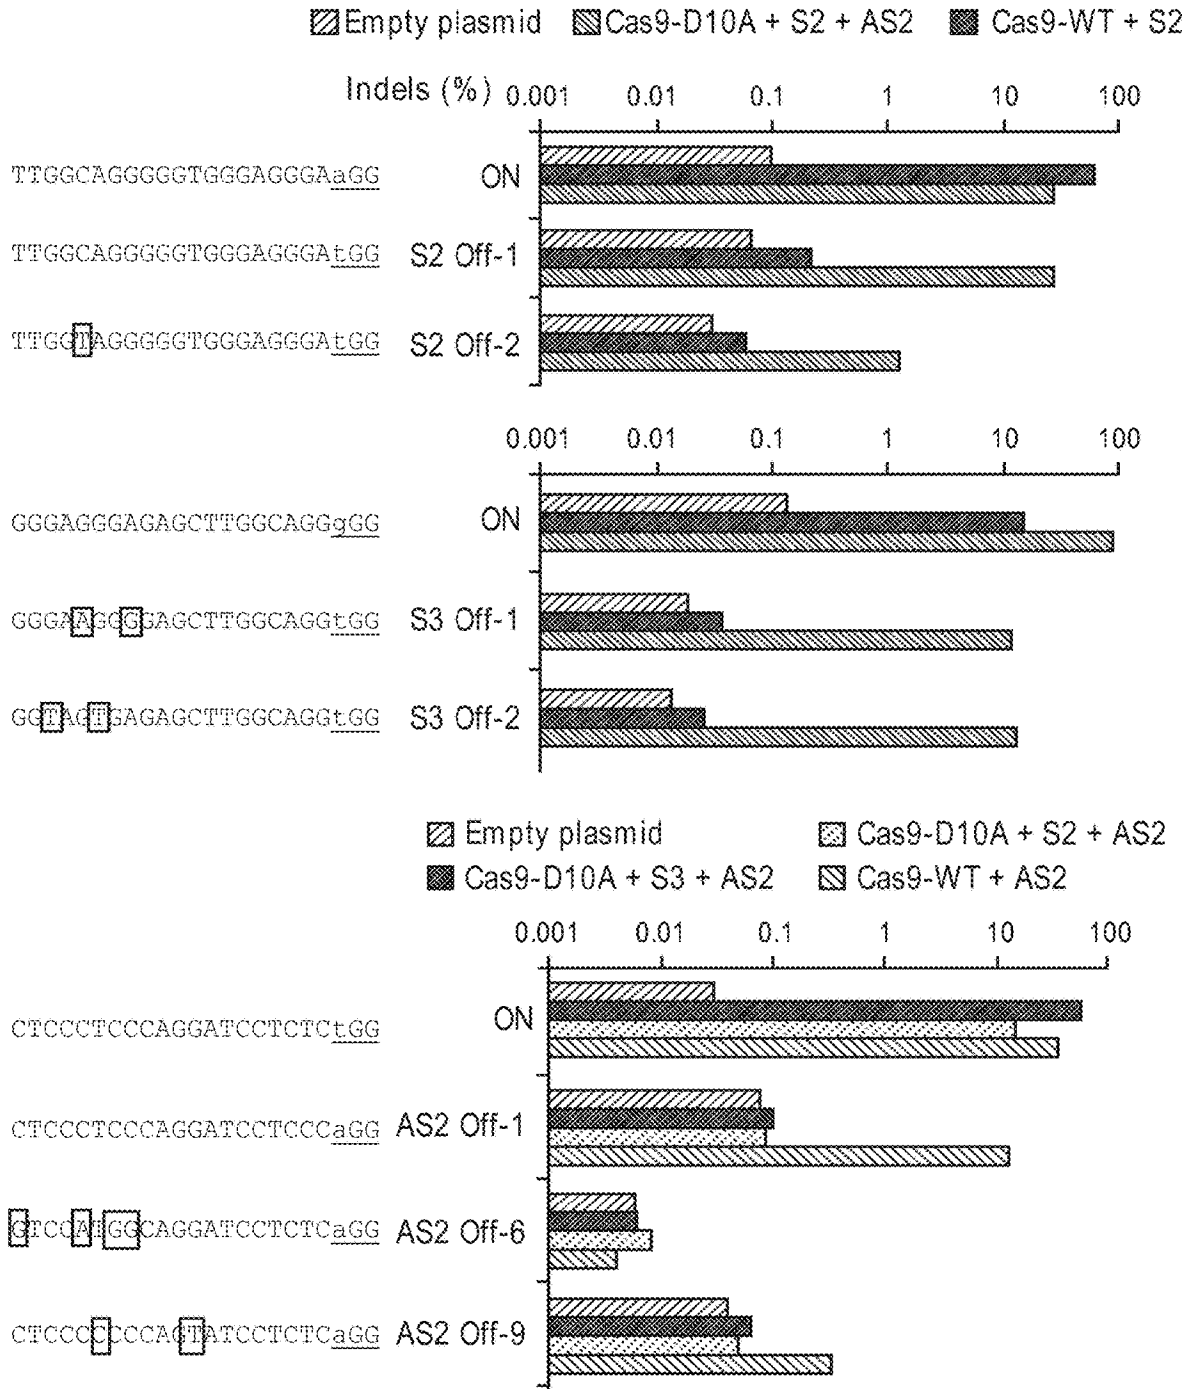 Empty plasmid Cas9-D10A + S2 + AS2 Cas9-WT + S2
Indels (%) 0.001 0.01 0.1 1 10 100
TTGGCAGGGGGTGGGAGGGAaGG ON
TTGGCAGGGGGTGGGAGGGAtGG S2 Off-1
TTGGTAGGGGGTGGGAGGGAtGG S2 Off-2
0.001 0.01 0.1 1 10 100
GGGAGGGAGAGCTTGGCAGGgGG ON
GGGAAGGGGAGCTTGGCAGGtGG S3 Off-1
GGTAGTGAGAGCTTGGCAGGtGG S3 Off-2
Empty plasmid Cas9-D10A + S2 + AS2
Cas9-D10A + S3 + AS2 Cas9-WT + AS2
0.001 0.01 0.1 1 10 100
CTCCCTCCCAGGATCCTCTCtGG ON
CTCCCTCCCAGGATCCTCCCaGG AS2 Off-1
GTCCATGGCAGGATCCTCTCaGG AS2 Off-6
CTCCCCCCCAGTATCCTCTCaGG AS2 Off-9